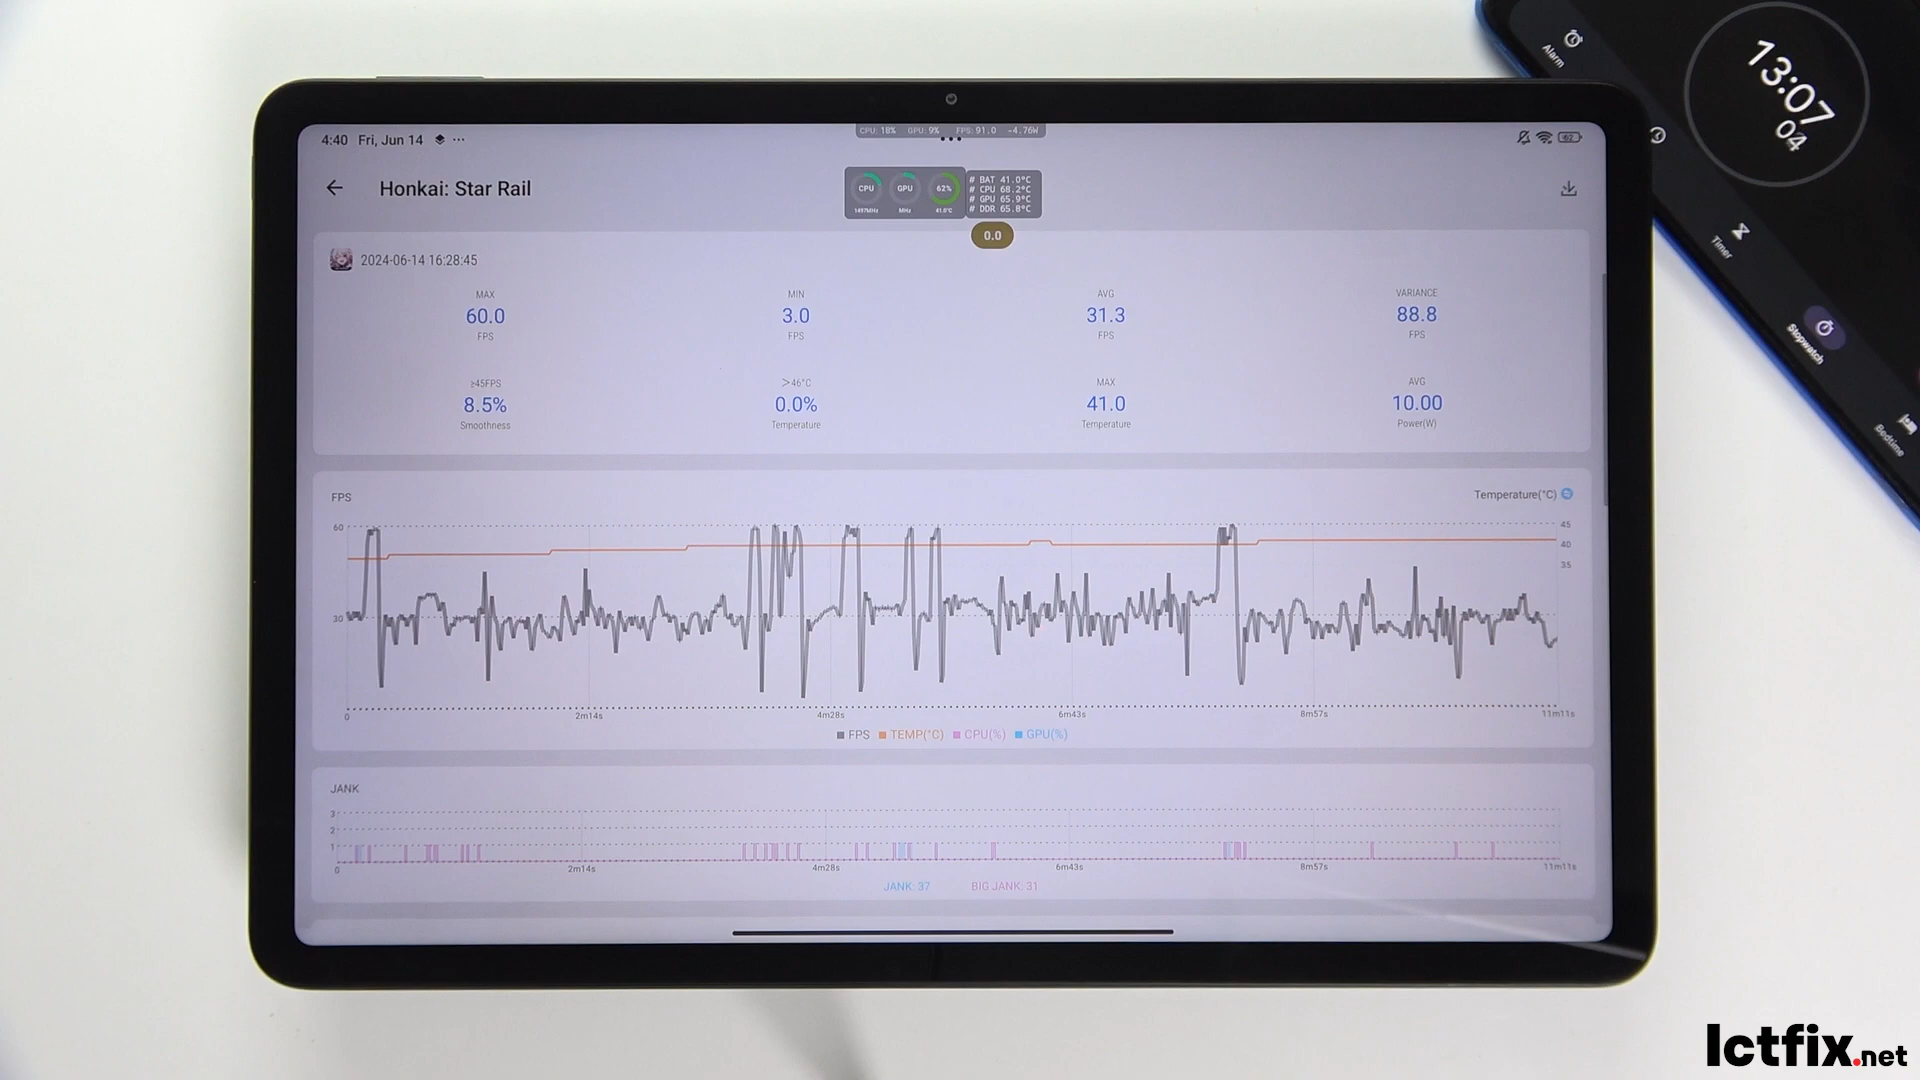 Alarm
13:07
04
Timer
Stopwatch
Bedtime
4:40 Fri, Jun 14 ...
CPU: 18% GPU: 9% FPS: 91.0 -4.76W
62
Honkai: Star Rail
CPU GPU 62%
1497MHz MHz 41.0°C
# BAT 41.0°C
# CPU 68.2°C
# GPU 65.9°C
# DDR 65.8°C
0.0
2024-06-14 16:28:45
MAX MIN AVG VARIANCE
60.0 3.0 31.3 88.8
FPS FPS FPS FPS
≥45FPS >46°C MAX AVG
8.5% 0.0% 41.0 10.00
Smoothness Temperature Temperature Power(W)
FPS Temperature(°C)
60 45
40
35
30
0 2m14s 4m28s 6m43s 8m57s 11m11s
FPS TEMP(°C) CPU(%) GPU(%)
JANK
3
2
1
0 2m14s 4m28s 6m43s 8m57s 11m11s
JANK: 37 BIG JANK: 31
Ictfix.net